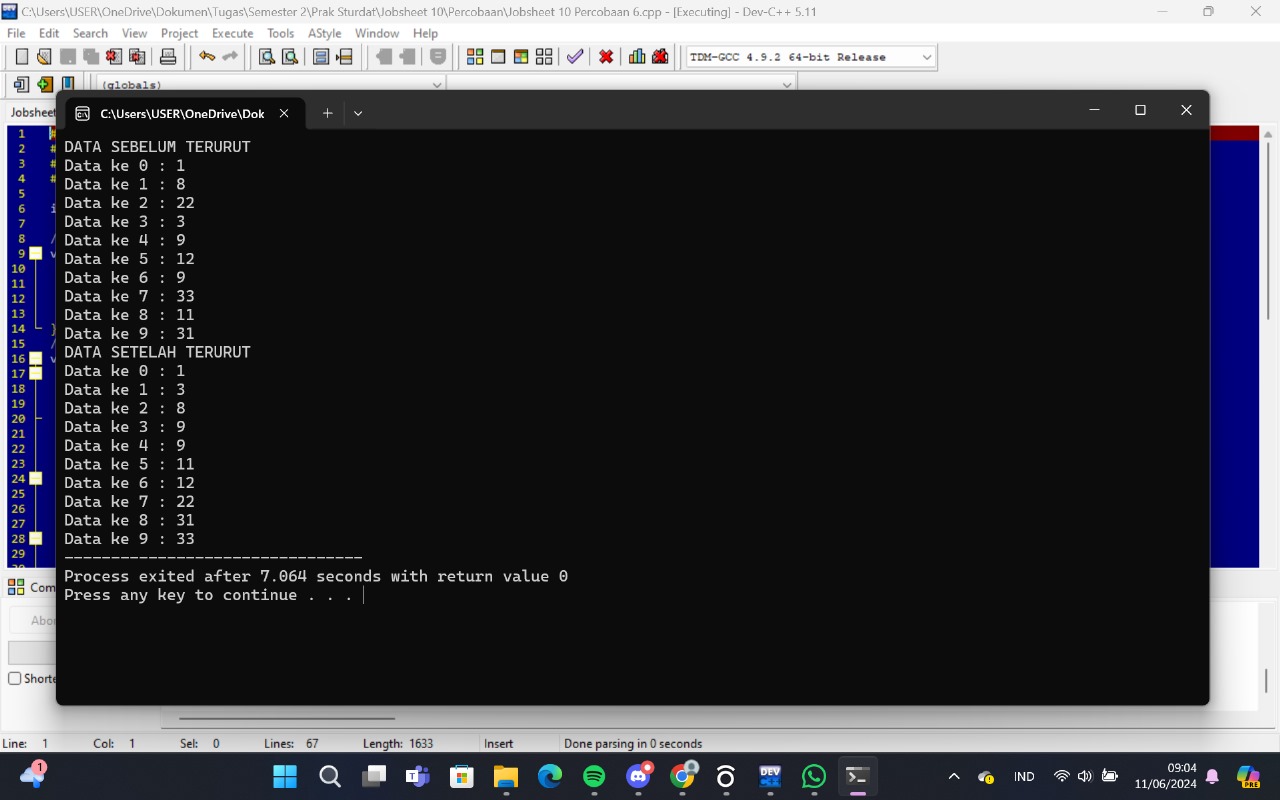 C:\Users\USER\OneDrive\Dokumen\Tugas\Semester 2\Prak Sturdat\Jobsheet 10\Percobaan\Jobsheet 10 Percobaan 6.cpp - [Executing] - Dev-C++ 5.11
File Edit Search View Project Execute Tools AStyle Window Help
TDM-GCC 4.9.2 64-bit Release
(globals)
Jobsheet
C:\Users\USER\OneDrive\Dok
1
2
3
4
5
6
7
8
9
10
11
12
13
14
15
16
17
18
19
20
21
22
23
24
25
26
27
28
29
DATA SEBELUM TERURUT
Data ke 0 : 1
Data ke 1 : 8
Data ke 2 : 22
Data ke 3 : 3
Data ke 4 : 9
Data ke 5 : 12
Data ke 6 : 9
Data ke 7 : 33
Data ke 8 : 11
Data ke 9 : 31
DATA SETELAH TERURUT
Data ke 0 : 1
Data ke 1 : 3
Data ke 2 : 8
Data ke 3 : 9
Data ke 4 : 9
Data ke 5 : 11
Data ke 6 : 12
Data ke 7 : 22
Data ke 8 : 31
Data ke 9 : 33
--------------------------------
Process exited after 7.064 seconds with return value 0
Press any key to continue . . .
Com
Abo
Shorte
Line: 1 Col: 1 Sel: 0 Lines: 67 Length: 1633 Insert Done parsing in 0 seconds
1
DEV
IND
09:04
11/06/2024
PRE